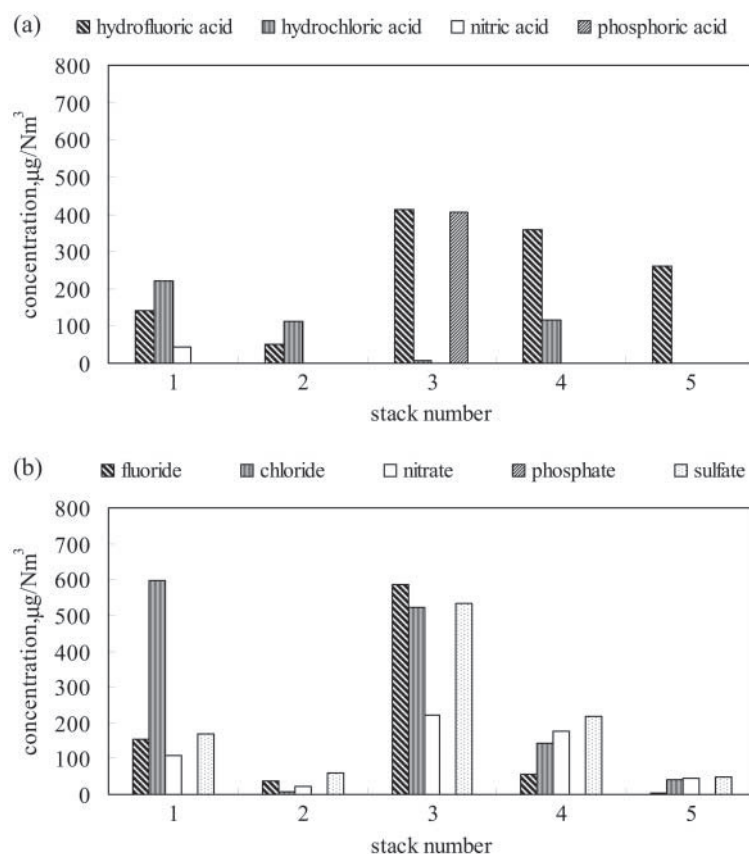 (a) hydrofluoric acid hydrochloric acid nitric acid phosphoric acid
800
700
600
500
400
300
200
100
0
concentration,μg/Nm³
1 2 3 4 5
stack number
(b) fluoride chloride nitrate phosphate sulfate
800
700
600
500
400
300
200
100
0
concentration,μg/Nm³
1 2 3 4 5
stack number